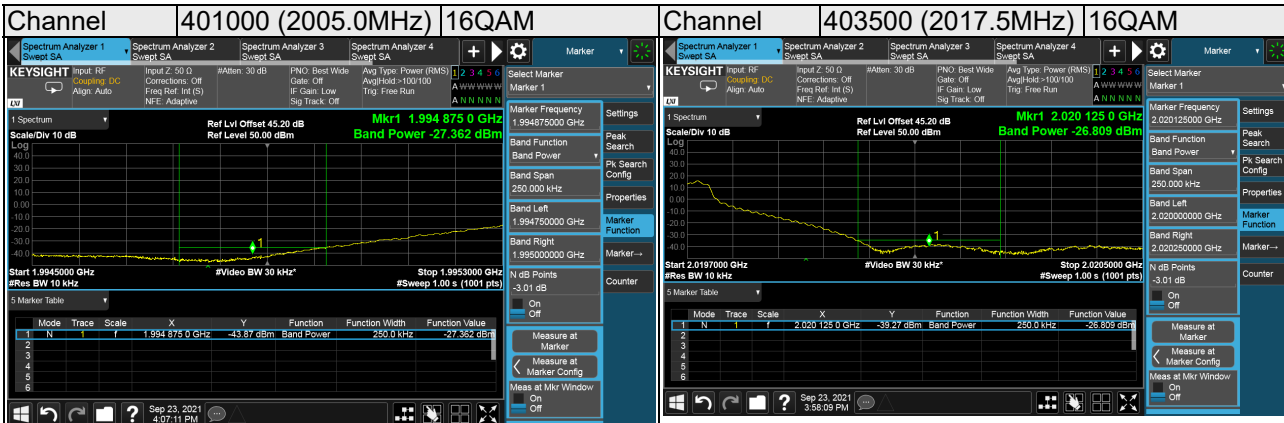 Channel 401000 (2005.0MHz) 16QAM
Spectrum Analyzer 1
Swept SA
Spectrum Analyzer 2
Swept SA
Spectrum Analyzer 3
Swept SA
Spectrum Analyzer 4
Swept SA
+
Marker
KEYSIGHT
LXI
Input: RF
Coupling: DC
Align: Auto
Input Z: 50 Ω
Corrections: Off
Freq Ref: Int (S)
NFE: Adaptive
#Atten: 30 dB
PNO: Best Wide
Gate: Off
IF Gain: Low
Sig Track: Off
Avg Type: Power (RMS)
Avg|Hold:>100/100
Trig: Free Run
1 2 3 4 5 6
A W W W W W
A N N N N N
1 Spectrum
Scale/Div 10 dB
Ref Lvl Offset 45.20 dB
Ref Level 50.00 dBm
Mkr1 1.994 875 0 GHz
Band Power -27.362 dBm
Log
40.0
30.0
20.0
10.0
0.00
-10.0
-20.0
-30.0
-40.0
1
Start 1.9945000 GHz
#Res BW 10 kHz
#Video BW 30 kHz*
Stop 1.9953000 GHz
#Sweep 1.00 s (1001 pts)
5 Marker Table
Mode Trace Scale X Y Function Function Width Function Value
1 N 1 f 1.994 875 0 GHz -43.87 dBm Band Power 250.0 kHz -27.362 dBm
2
3
4
5
6
Sep 23, 2021
4:07:11 PM
?
Select Marker
Marker 1
Marker Frequency
1.994875000 GHz
Band Function
Band Power
Band Span
250.000 kHz
Band Left
1.994750000 GHz
Band Right
1.995000000 GHz
N dB Points
-3.01 dB
On
Off
Measure at
Marker
Measure at
Marker Config
Meas at Mkr Window
On
Off
Settings
Peak
Search
Pk Search
Config
Properties
Marker
Function
Marker→
Counter
Channel 403500 (2017.5MHz) 16QAM
Spectrum Analyzer 1
Swept SA
Spectrum Analyzer 2
Swept SA
Spectrum Analyzer 3
Swept SA
Spectrum Analyzer 4
Swept SA
+
Marker
KEYSIGHT
LXI
Input: RF
Coupling: DC
Align: Auto
Input Z: 50 Ω
Corrections: Off
Freq Ref: Int (S)
NFE: Adaptive
#Atten: 30 dB
PNO: Best Wide
Gate: Off
IF Gain: Low
Sig Track: Off
Avg Type: Power (RMS)
Avg|Hold:>100/100
Trig: Free Run
1 2 3 4 5 6
A W W W W W
A N N N N N
1 Spectrum
Scale/Div 10 dB
Ref Lvl Offset 45.20 dB
Ref Level 50.00 dBm
Mkr1 2.020 125 0 GHz
Band Power -26.809 dBm
Log
40.0
30.0
20.0
10.0
0.00
-10.0
-20.0
-30.0
-40.0
1
Start 2.0197000 GHz
#Res BW 10 kHz
#Video BW 30 kHz*
Stop 2.0205000 GHz
#Sweep 1.00 s (1001 pts)
5 Marker Table
Mode Trace Scale X Y Function Function Width Function Value
1 N 1 f 2.020 125 0 GHz -39.27 dBm Band Power 250.0 kHz -26.809 dBm
2
3
4
5
6
Sep 23, 2021
3:58:09 PM
?
Select Marker
Marker 1
Marker Frequency
2.020125000 GHz
Band Function
Band Power
Band Span
250.000 kHz
Band Left
2.020000000 GHz
Band Right
2.020250000 GHz
N dB Points
-3.01 dB
On
Off
Measure at
Marker
Measure at
Marker Config
Meas at Mkr Window
On
Off
Settings
Peak
Search
Pk Search
Config
Properties
Marker
Function
Marker→
Counter